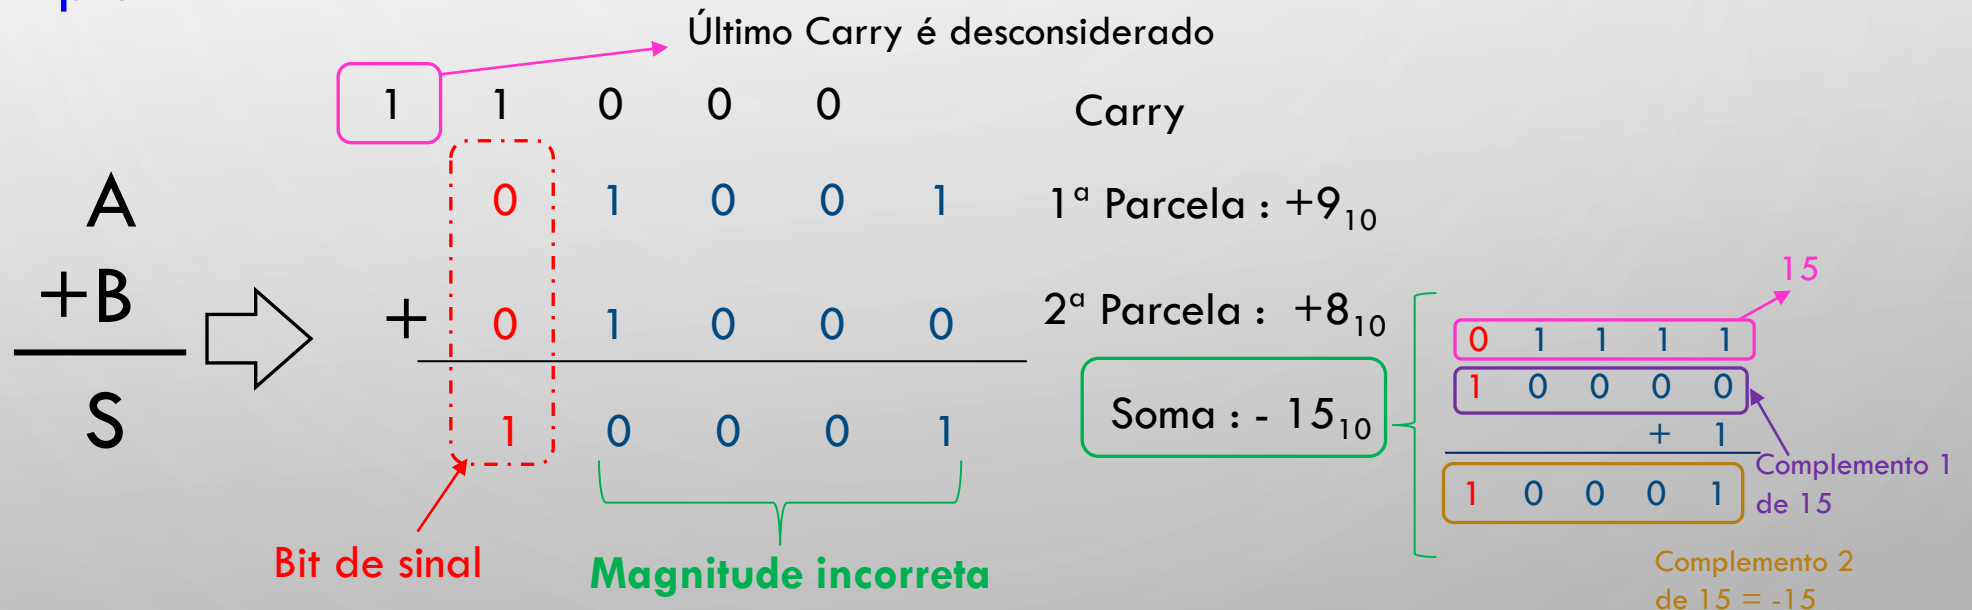 Último Carry é desconsiderado
1 1 0 0 0 Carry
A
+B
S
0 1 0 0 1 1ª Parcela : +9₁₀
+ 0 1 0 0 0 2ª Parcela : +8₁₀
1 0 0 0 1 Soma : - 15₁₀
Bit de sinal
Magnitude incorreta
15
0 1 1 1 1
1 0 0 0 0
+ 1
1 0 0 0 1
Complemento 1
de 15
Complemento 2
de 15 = -15